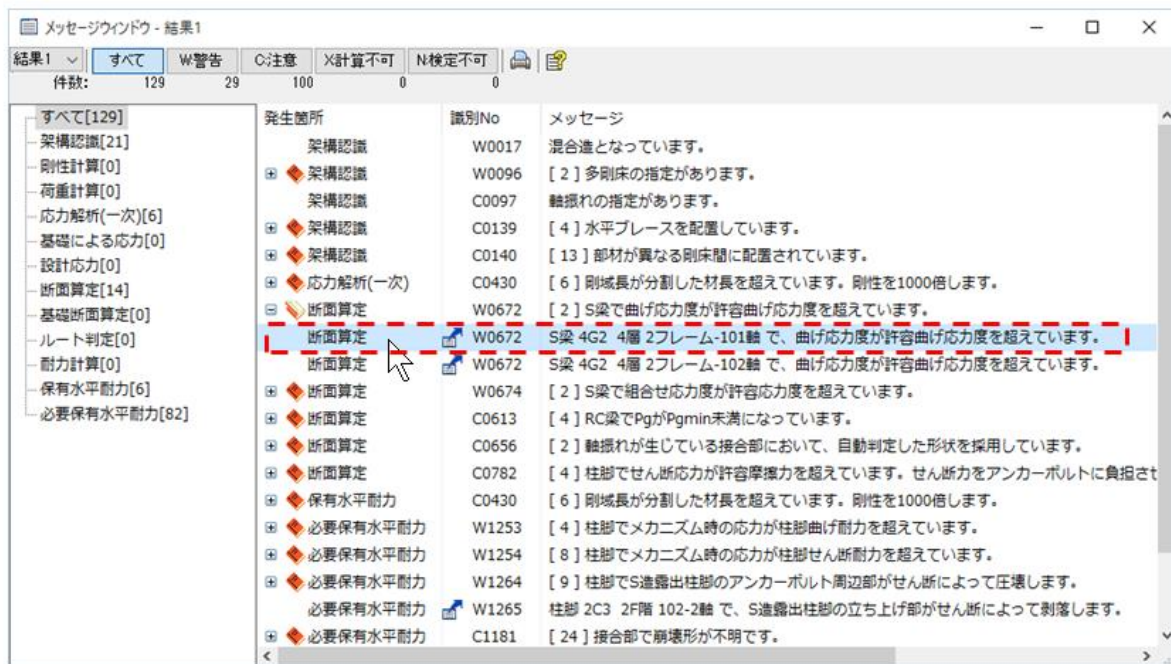 メッセージウィンドウ - 結果1
結果1 すべて W:警告 C:注意 X:計算不可 N:検定不可
件数: 129 29 100 0 0
すべて[129]
架構認識[21]
剛性計算[0]
荷重計算[0]
応力解析(一次)[6]
基礎による応力[0]
設計応力[0]
断面算定[14]
基礎断面算定[0]
ルート判定[0]
耐力計算[0]
保有水平耐力[6]
必要保有水平耐力[82]
発生箇所 識別No メッセージ
架構認識 W0017 混合造となっています。
架構認識 W0096 [ 2 ] 多剛床の指定があります。
架構認識 C0097 軸振れの指定があります。
架構認識 C0139 [ 4 ] 水平ブレースを配置しています。
架構認識 C0140 [ 13 ] 部材が異なる剛床間に配置されています。
応力解析(一次) C0430 [ 6 ] 剛域長が分割した材長を超えています。剛性を1000倍します。
断面算定 W0672 [ 2 ] S梁で曲げ応力度が許容曲げ応力度を超えています。
断面算定 W0672 S梁 4G2 4層 2フレーム-101軸 で、曲げ応力度が許容曲げ応力度を超えています。
断面算定 W0672 S梁 4G2 4層 2フレーム-102軸 で、曲げ応力度が許容曲げ応力度を超えています。
断面算定 W0674 [ 2 ] S梁で組合せ応力度が許容応力度を超えています。
断面算定 C0613 [ 4 ] RC梁でPgがPgmin未満になっています。
断面算定 C0656 [ 2 ] 軸振れが生じている接合部において、自動判定した形状を採用しています。
断面算定 C0782 [ 4 ] 柱脚でせん断応力が許容摩擦力を超えています。せん断力をアンカーボルトに負担させ
保有水平耐力 C0430 [ 6 ] 剛域長が分割した材長を超えています。剛性を1000倍します。
必要保有水平耐力 W1253 [ 4 ] 柱脚でメカニズム時の応力が柱脚曲げ耐力を超えています。
必要保有水平耐力 W1254 [ 8 ] 柱脚でメカニズム時の応力が柱脚せん断耐力を超えています。
必要保有水平耐力 W1264 [ 9 ] 柱脚でS造露出柱脚のアンカーボルト周辺部がせん断によって圧壊します。
必要保有水平耐力 W1265 柱脚 2C3 2F階 102-2軸 で、S造露出柱脚の立ち上げ部がせん断によって剥落します。
必要保有水平耐力 C1181 [ 24 ] 接合部で崩壊形が不明です。